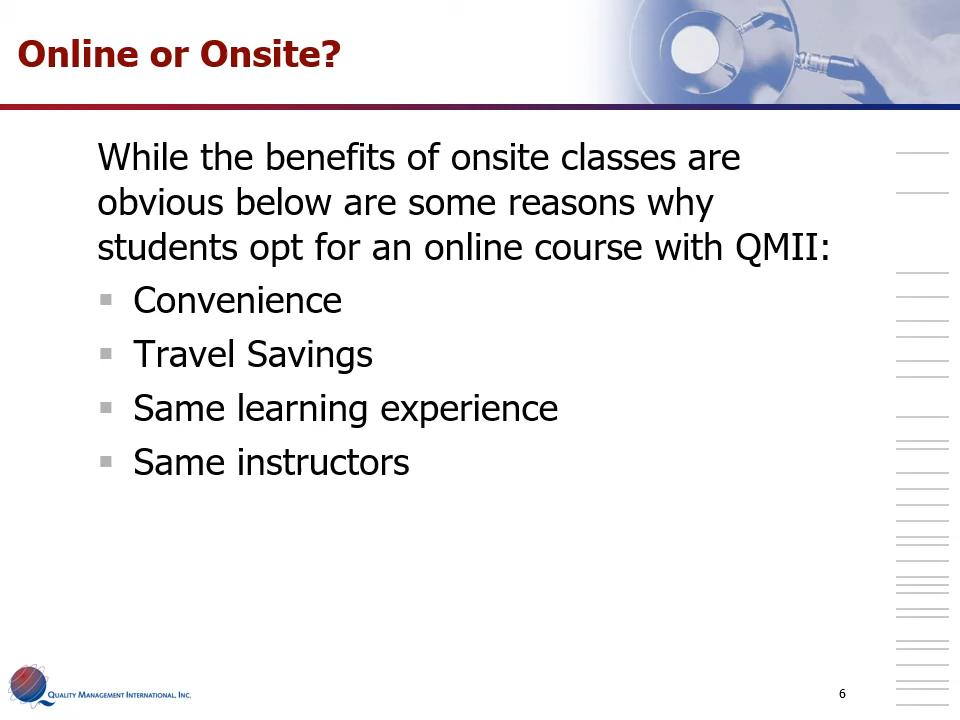 Online or Onsite?
While the benefits of onsite classes are
obvious below are some reasons why
students opt for an online course with QMII:
Convenience
Travel Savings
Same learning experience
Same instructors
Quality Management International, Inc.
6